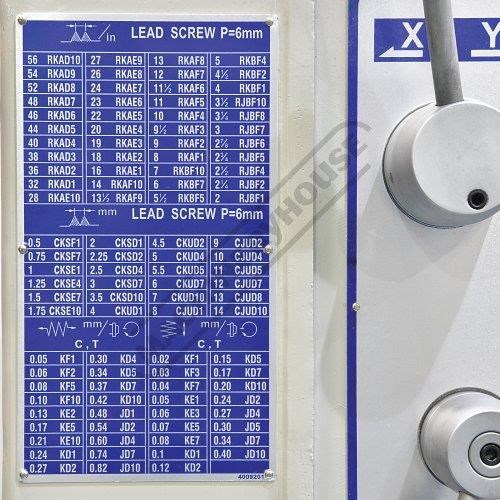 /in LEAD SCREW P=6mm
56 RKAD10 27 RKAE9 13 RKAF8 5 RKBF4
54 RKAD9 26 RKAE8 12 RKAF7 4½ RKBF2
52 RKAD8 24 RKAE7 11½ RKAF6 4 RKBF1
48 RKAD7 23 RKAE6 11 RKAF5 3½ RJBF10
46 RKAD6 22 RKAE5 10 RKAF4 3¼ RJBF8
44 RKAD5 20 RKAE4 9½ RKAF3 3 RJBF7
40 RKAD4 19 RKAE3 9 RKAF2 2⅞ RJBF6
38 RKAD3 18 RKAE2 8 RKAF1 2¾ RJBF5
36 RKAD2 16 RKAE1 7 RKBF10 2½ RJBF4
32 RKAD1 14 RKAF10 6½ RKBF7 2¼ RJBF2
28 RKAE10 13½ RKAF9 5½ RKBF5 2 RJBF1
mm LEAD SCREW P=6mm
0.5 CKSF1 2 CKSD1 4.5 CKUD2 9 CJUD2
0.75 CKSF7 2.25 CKSD2 5 CKUD4 10 CJUD4
1 CKSE1 2.5 CKSD4 5.5 CKUD5 11 CJUD5
1.25 CKSE4 3 CKSD7 6 CKUD7 12 CJUD7
1.5 CKSE7 3.5 CKSD10 7 CKUD10 13 CJUD8
1.75 CKSE10 4 CKUD1 8 CJUD1 14 CJUD10
mm/ mm/
C,T C,T
0.05 KF1 0.30 KD4 0.02 KF1 0.15 KD5
0.06 KF2 0.34 KD5 0.03 KF3 0.17 KD7
0.08 KF5 0.37 KD7 0.04 KF7 0.20 KD10
0.10 KF10 0.42 KD10 0.05 KE1 0.24 JD2
0.13 KE2 0.48 JD1 0.06 KE3 0.27 JD4
0.17 KE5 0.54 JD2 0.07 KE5 0.30 JD5
0.21 KE10 0.60 JD4 0.08 KE7 0.34 JD7
0.24 KD1 0.74 JD7 0.1 KD1 0.40 JD10
0.27 KD2 0.82 JD10 0.12 KD2
4009201
X Y